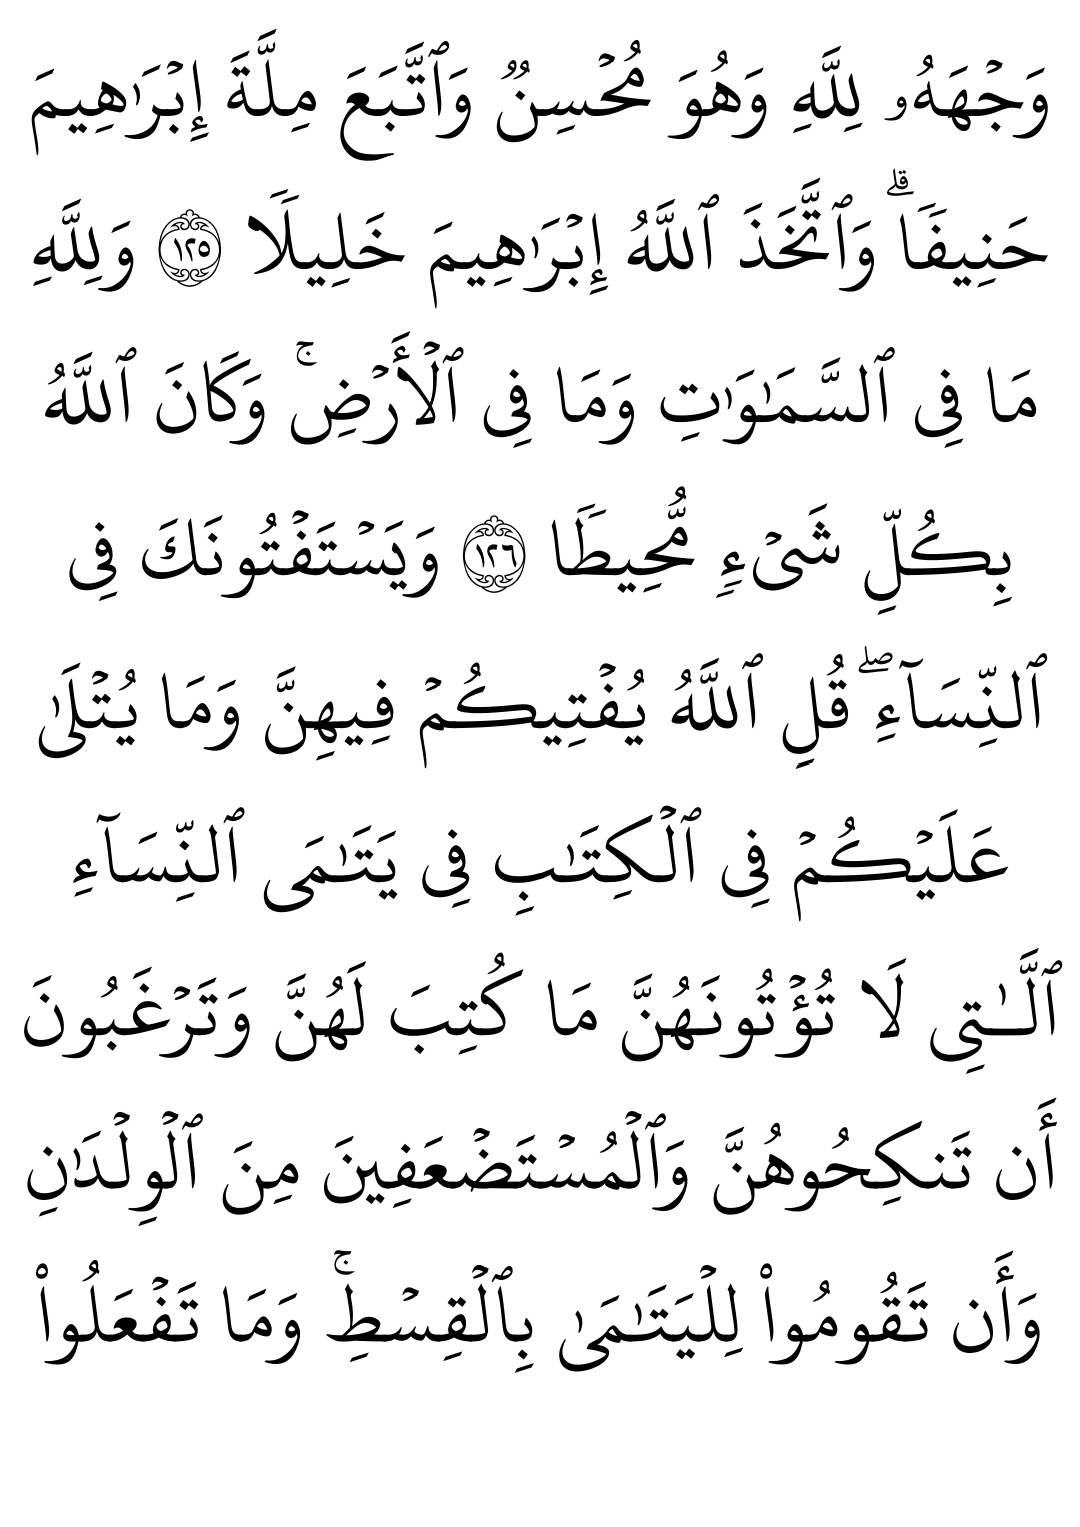 وَجۡهَهُۥ لِلَّهِ وَهُوَ مُحۡسِنٞ وَٱتَّبَعَ مِلَّةَ إِبۡرَٰهِيمَ
حَنِيفٗاۗ وَٱتَّخَذَ ٱللَّهُ إِبۡرَٰهِيمَ خَلِيلٗا ١٢٥ وَلِلَّهِ
مَا فِي ٱلسَّمَٰوَٰتِ وَمَا فِي ٱلۡأَرۡضِۚ وَكَانَ ٱللَّهُ
بِكُلِّ شَيۡءٖ مُّحِيطٗا ١٢٦ وَيَسۡتَفۡتُونَكَ فِي
ٱلنِّسَآءِۖ قُلِ ٱللَّهُ يُفۡتِيكُمۡ فِيهِنَّ وَمَا يُتۡلَىٰ
عَلَيۡكُمۡ فِي ٱلۡكِتَٰبِ فِي يَتَٰمَى ٱلنِّسَآءِ
ٱلَّٰتِي لَا تُؤۡتُونَهُنَّ مَا كُتِبَ لَهُنَّ وَتَرۡغَبُونَ
أَن تَنكِحُوهُنَّ وَٱلۡمُسۡتَضۡعَفِينَ مِنَ ٱلۡوِلۡدَٰنِ
وَأَن تَقُومُواْ لِلۡيَتَٰمَىٰ بِٱلۡقِسۡطِۚ وَمَا تَفۡعَلُواْ